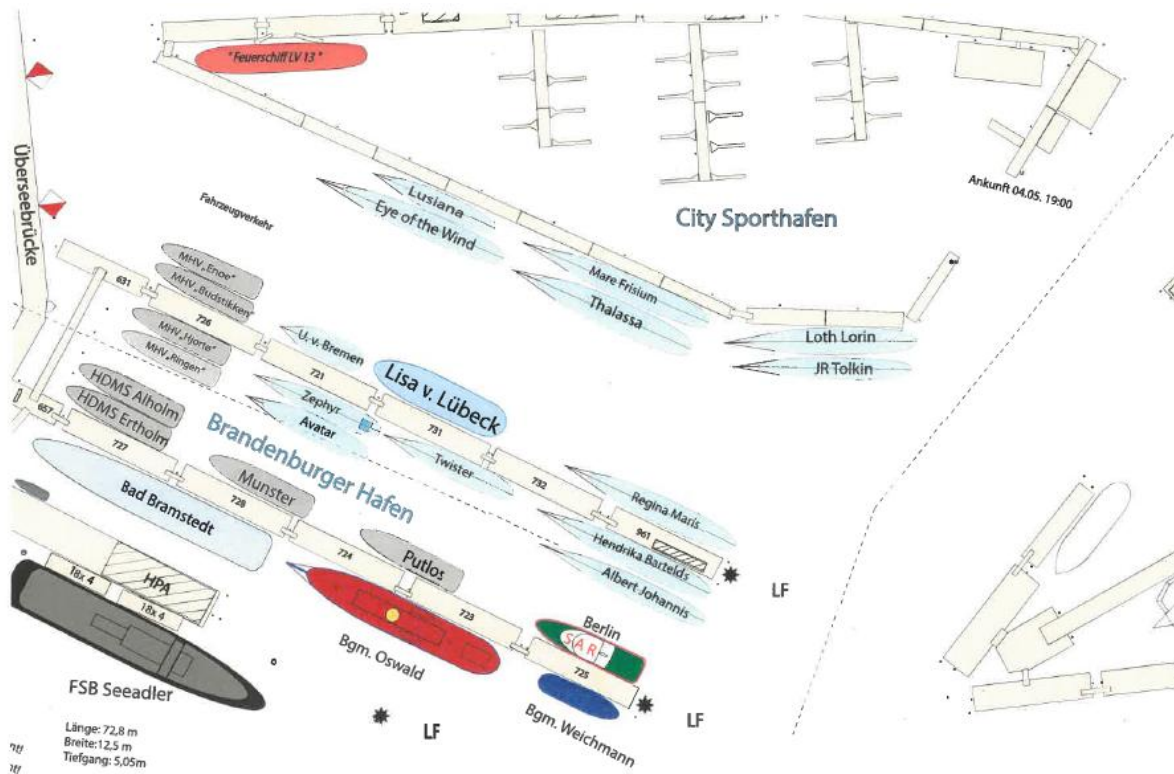 "Feuerschiff LV 13"
Überseebrücke
Ankunft 04.05. 19:00
Fahrzeugverkehr
Lusiana
Eye of the Wind
City Sporthafen
Mare Frisium
Thalassa
Loth Lorin
JR Tolkin
MHV „Enoe"
MHV „Budstikken"
MHV „Hjorte"
MHV „Ringen"
631
726
U. v. Bremen
721
Lisa v. Lübeck
Zephyr
Avatar
731
Twister
732
HDMS Alholm
HDMS Ertholm
657
727
Brandenburger Hafen
Regina Maris
961
Hendrika Bartelds
Albert Johannis
LF
Bad Bramstedt
Munster
728
724
Putlos
723
HPA
18x 4
18x 4
Bgm. Oswald
Berlin
SAR
725
Bgm. Weichmann
LF
FSB Seeadler
LF
Länge: 72,8 m
Breite:12,5 m
Tiefgang: 5,05m